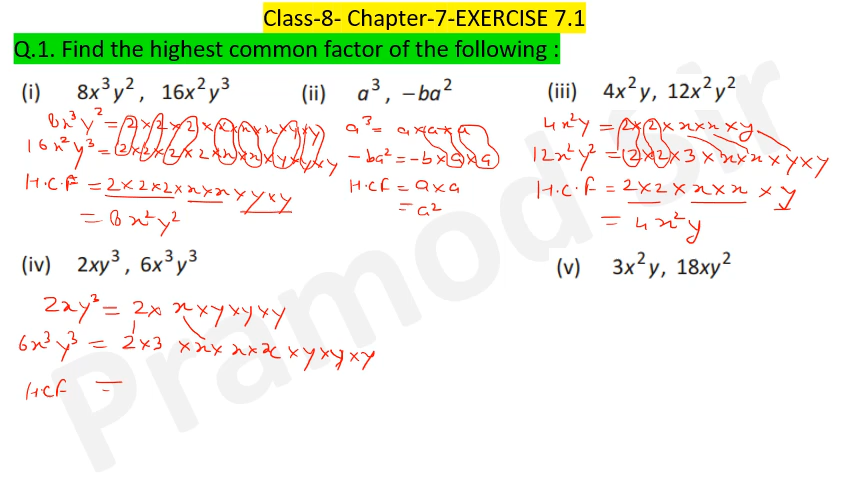 Class-8- Chapter-7-EXERCISE 7.1
Q.1. Find the highest common factor of the following :
(i) 8x³y², 16x²y³
8x³y² = 2×2×2×x×x×x×y×y
16x²y³ = 2×2×2×2×x×x×y×y×y
H.C.F = 2×2×2×x×x×y×y
= 8x²y²
(ii) a³, −ba²
a³ = a×a×a
−ba² = −b×a×a
H.CF = a×a
= a²
(iii) 4x²y, 12x²y²
4x²y = 2×2×x×x×y
12x²y² = 2×2×3×x×x×y×y
H.C.F = 2×2×x×x×y
= 4x²y
(iv) 2xy³, 6x³y³
2xy³ = 2×x×y×y×y
6x³y³ = 2×3×x×x×x×y×y×y
H.CF =
(v) 3x²y, 18xy²
Pramod bir